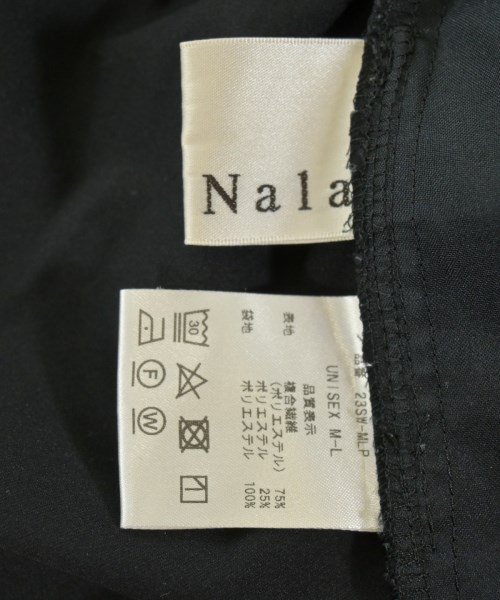 Nala
品番 23SW-MLP
UNISEX M-L
品質表示
表地 複合繊維
(ポリエステル) 75%
ポリエステル 25%
袋地 ポリエステル 100%
30
F
W